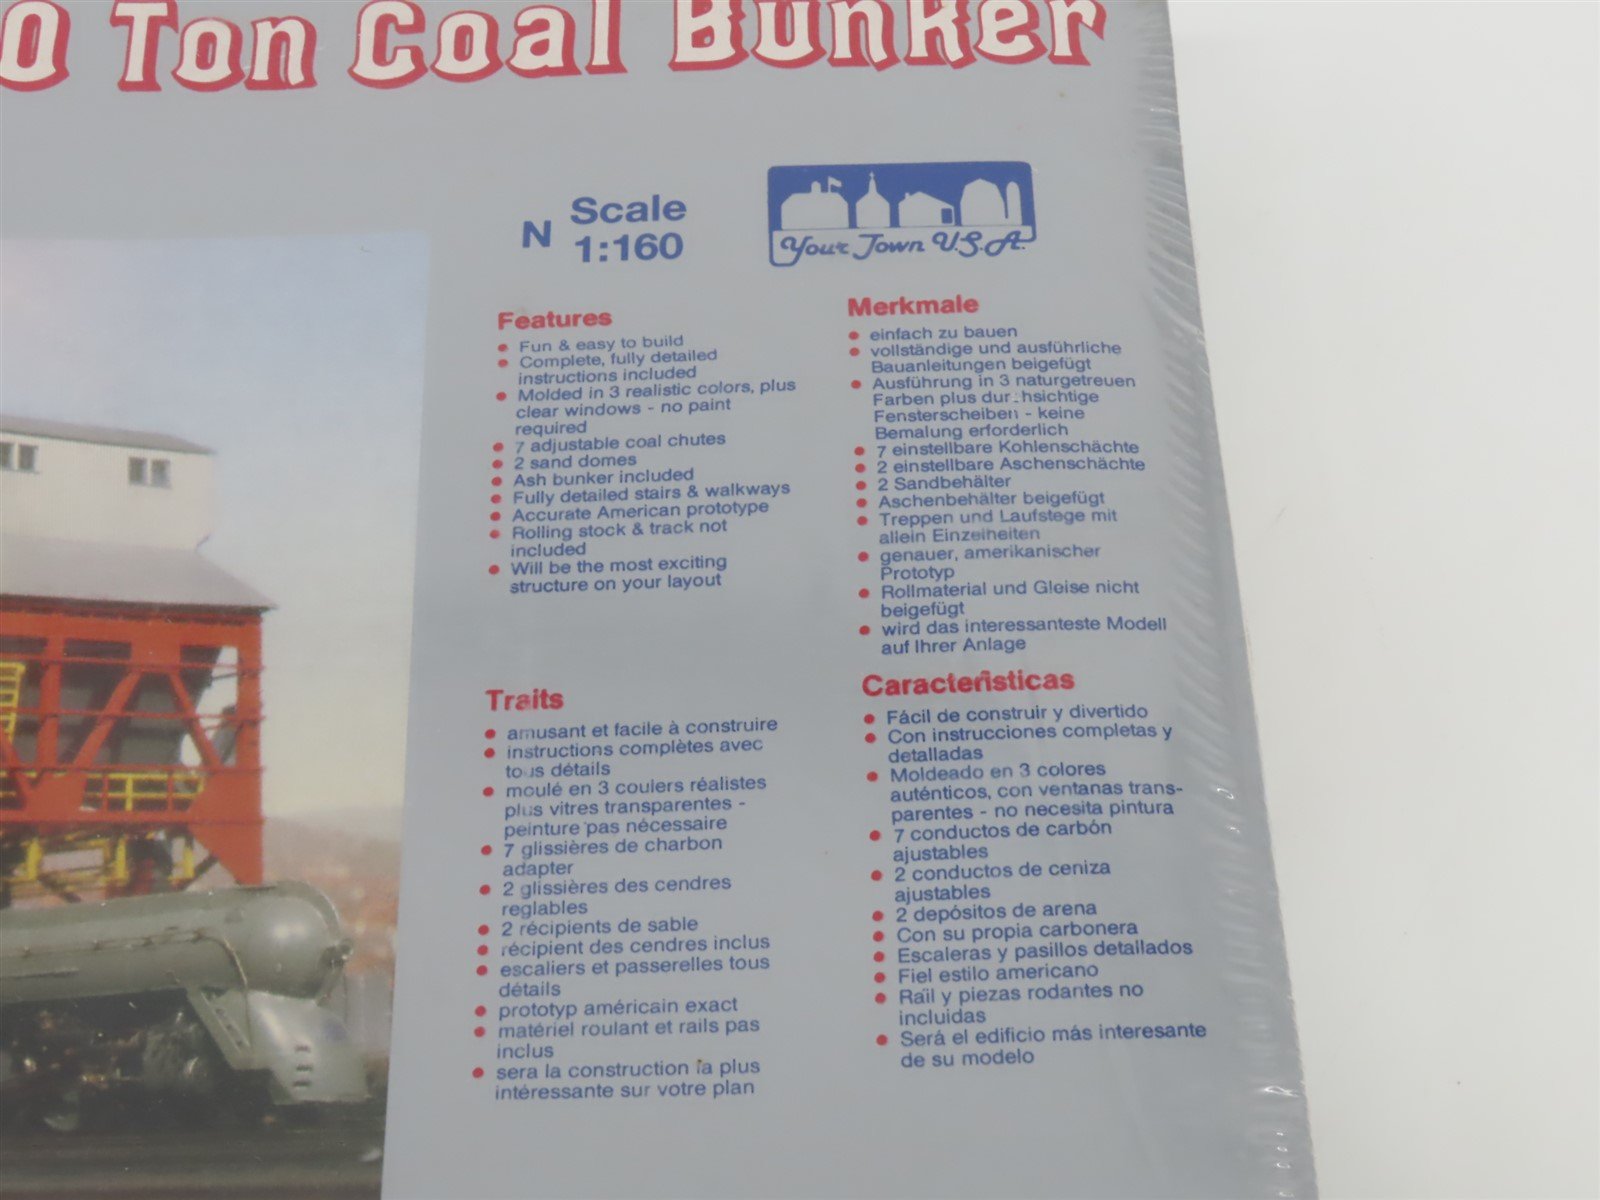 0 Ton Coal Bunker
N Scale
1:160
Your Town U.S.A.
Features
• Fun & easy to build
• Complete, fully detailed
instructions included
• Molded in 3 realistic colors, plus
clear windows - no paint
required
• 7 adjustable coal chutes
• 2 sand domes
• Ash bunker included
• Fully detailed stairs & walkways
• Accurate American prototype
• Rolling stock & track not
included
• Will be the most exciting
structure on your layout
Merkmale
• einfach zu bauen
• vollständige und ausführliche
Bauanleitungen beigefügt
• Ausführung in 3 naturgetreuen
Farben plus durchsichtige
Fensterscheiben - keine
Bemalung erforderlich
• 7 einstellbare Kohlenschächte
• 2 einstellbare Aschenschächte
• 2 Sandbehälter
• Aschenbehälter beigefügt
• Treppen und Laufstege mit
allein Einzelheiten
• genauer, amerikanischer
Prototyp
• Rollmaterial und Gleise nicht
beigefügt
• wird das interessanteste Modell
auf Ihrer Anlage
Traits
• amusant et facile à construire
• instructions complètes avec
tous détails
• moulé en 3 coulers réalistes
plus vitres transparentes -
peinture pas nécessaire
• 7 glissières de charbon
adapter
• 2 glissières des cendres
reglables
• 2 récipients de sable
• récipient des cendres inclus
• escaliers et passerelles tous
détails
• prototyp américain exact
• matériel roulant et rails pas
inclus
• sera la construction la plus
intéressante sur votre plan
Características
• Fácil de construir y divertido
• Con instrucciones completas y
detalladas
• Moldeado en 3 colores
auténticos, con ventanas trans-
parentes - no necesita pintura
• 7 conductos de carbón
ajustables
• 2 conductos de ceniza
ajustables
• 2 depósitos de arena
• Con su propia carbonera
• Escaleras y pasillos detallados
• Fiel estilo americano
• Raíl y piezas rodantes no
incluidas
• Será el edificio más interesante
de su modelo